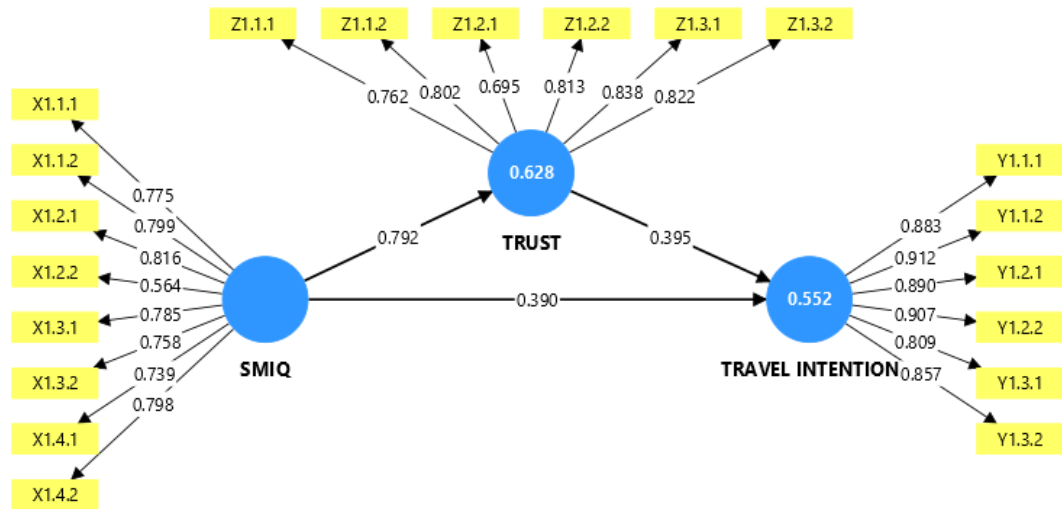 Z1.1.1 Z1.1.2 Z1.2.1 Z1.2.2 Z1.3.1 Z1.3.2
0.762 0.802 0.695 0.813 0.838 0.822
X1.1.1
X1.1.2
X1.2.1
X1.2.2
X1.3.1
X1.3.2
X1.4.1
X1.4.2
0.775
0.799
0.816
0.564
0.785
0.758
0.739
0.798
SMIQ
0.792
0.628
TRUST
0.395
0.390
0.552
TRAVEL INTENTION
0.883
0.912
0.890
0.907
0.809
0.857
Y1.1.1
Y1.1.2
Y1.2.1
Y1.2.2
Y1.3.1
Y1.3.2